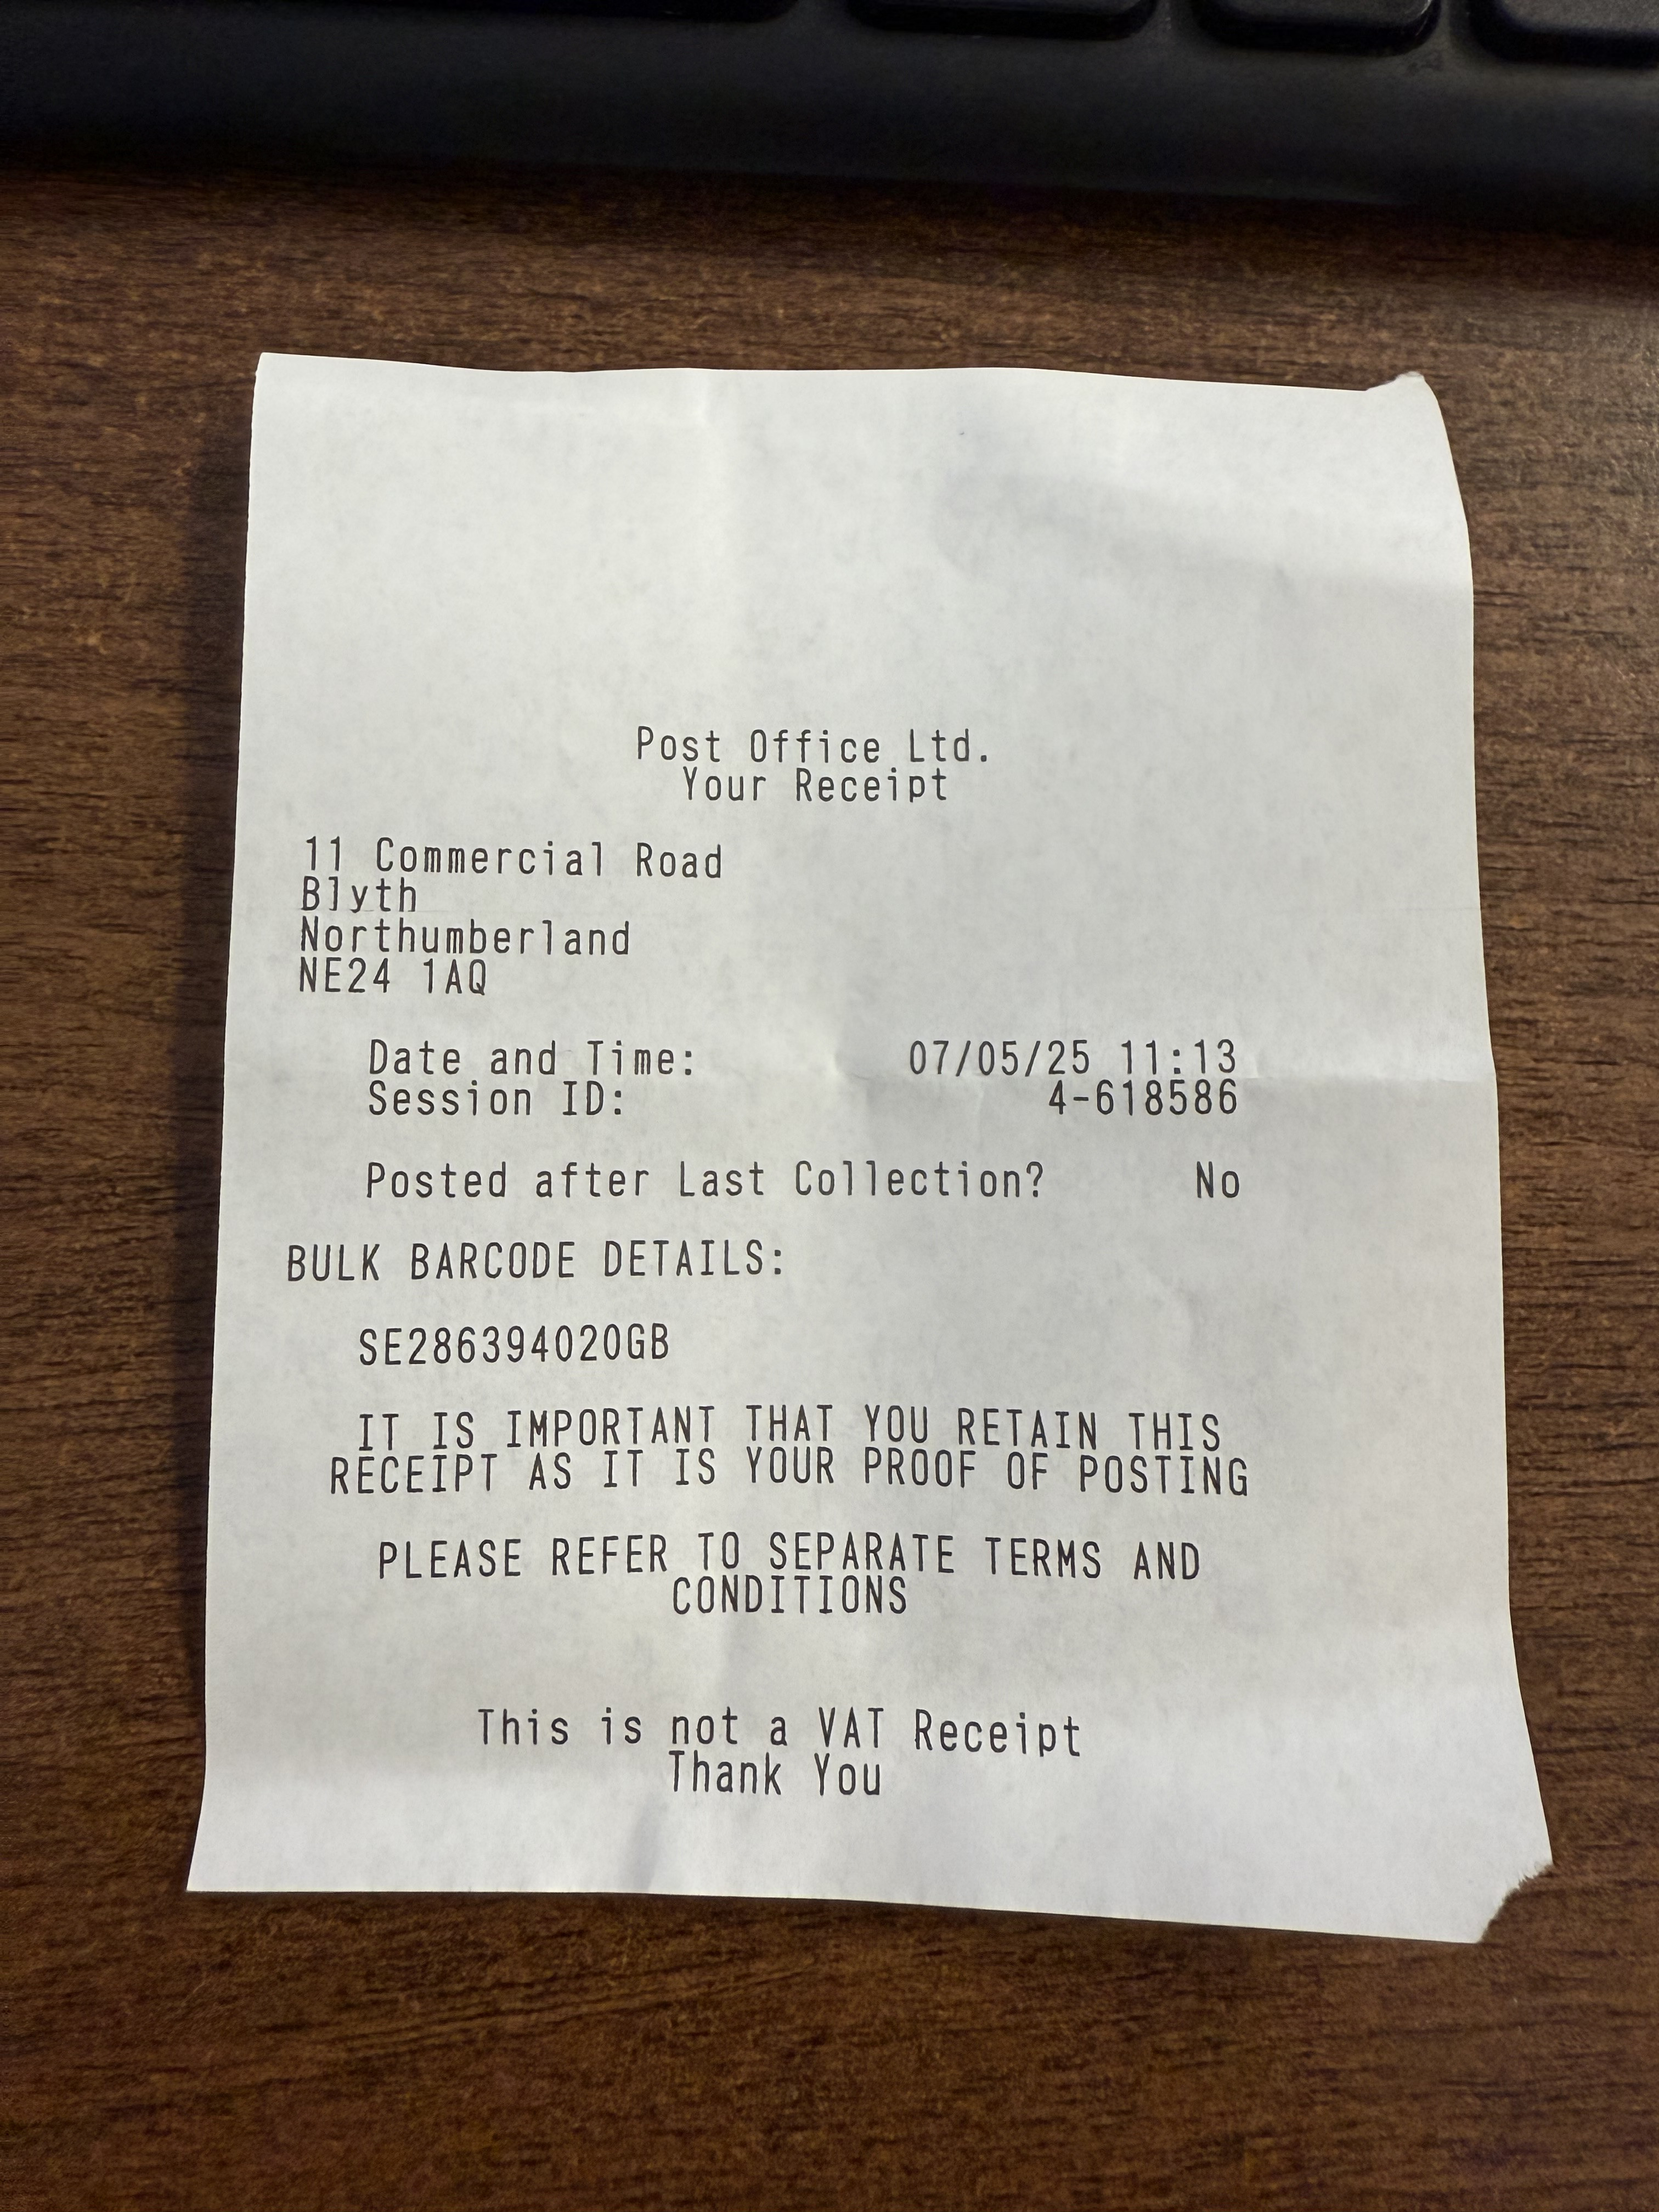 Post Office Ltd.
Your Receipt
11 Commercial Road
Blyth
Northumberland
NE24 1AQ
Date and Time: 07/05/25 11:13
Session ID: 4-618586
Posted after Last Collection? No
BULK BARCODE DETAILS:
SE286394020GB
IT IS IMPORTANT THAT YOU RETAIN THIS
RECEIPT AS IT IS YOUR PROOF OF POSTING
PLEASE REFER TO SEPARATE TERMS AND
CONDITIONS
This is not a VAT Receipt
Thank You